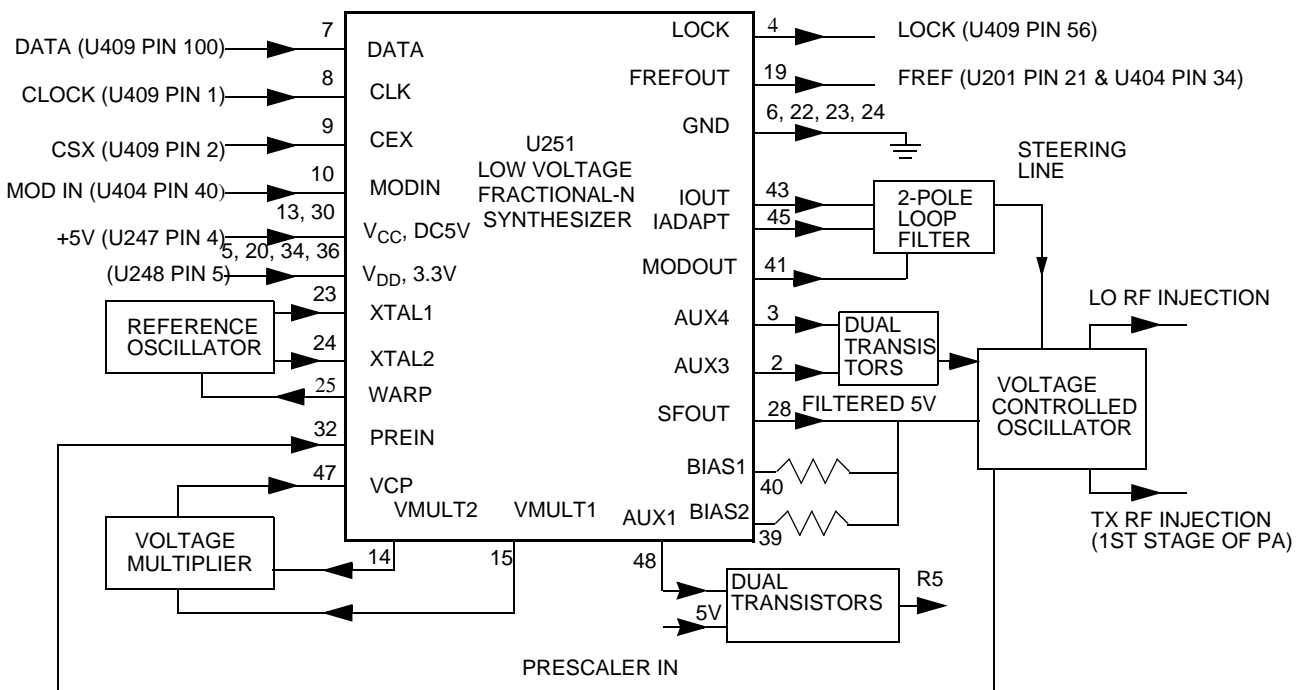 7
DATA (U409 PIN 100)
DATA
8
CLOCK (U409 PIN 1)
CLK
9
CSX (U409 PIN 2)
CEX
10
MOD IN (U404 PIN 40)
MODIN
13, 30
+5V (U247 PIN 4)
VCC, DC5V
5, 20, 34, 36
(U248 PIN 5)
VDD, 3.3V
23
XTAL1
REFERENCE
OSCILLATOR
24
XTAL2
25
WARP
32
PREIN
47
VCP
VOLTAGE
MULTIPLIER
VMULT2
14
VMULT1
15
AUX1
48
U251
LOW VOLTAGE
FRACTIONAL-N
SYNTHESIZER
LOCK
4
LOCK (U409 PIN 56)
FREFOUT
19
FREF (U201 PIN 21 & U404 PIN 34)
GND
6, 22, 23, 24
STEERING
LINE
IOUT
43
IADAPT
45
2-POLE
LOOP
FILTER
MODOUT
41
AUX4
3
AUX3
2
DUAL
TRANSIS
TORS
SFOUT
28
FILTERED 5V
BIAS1
40
BIAS2
39
LO RF INJECTION
VOLTAGE
CONTROLLED
OSCILLATOR
TX RF INJECTION
(1ST STAGE OF PA)
5V
DUAL
TRANSISTORS
R5
PRESCALER IN